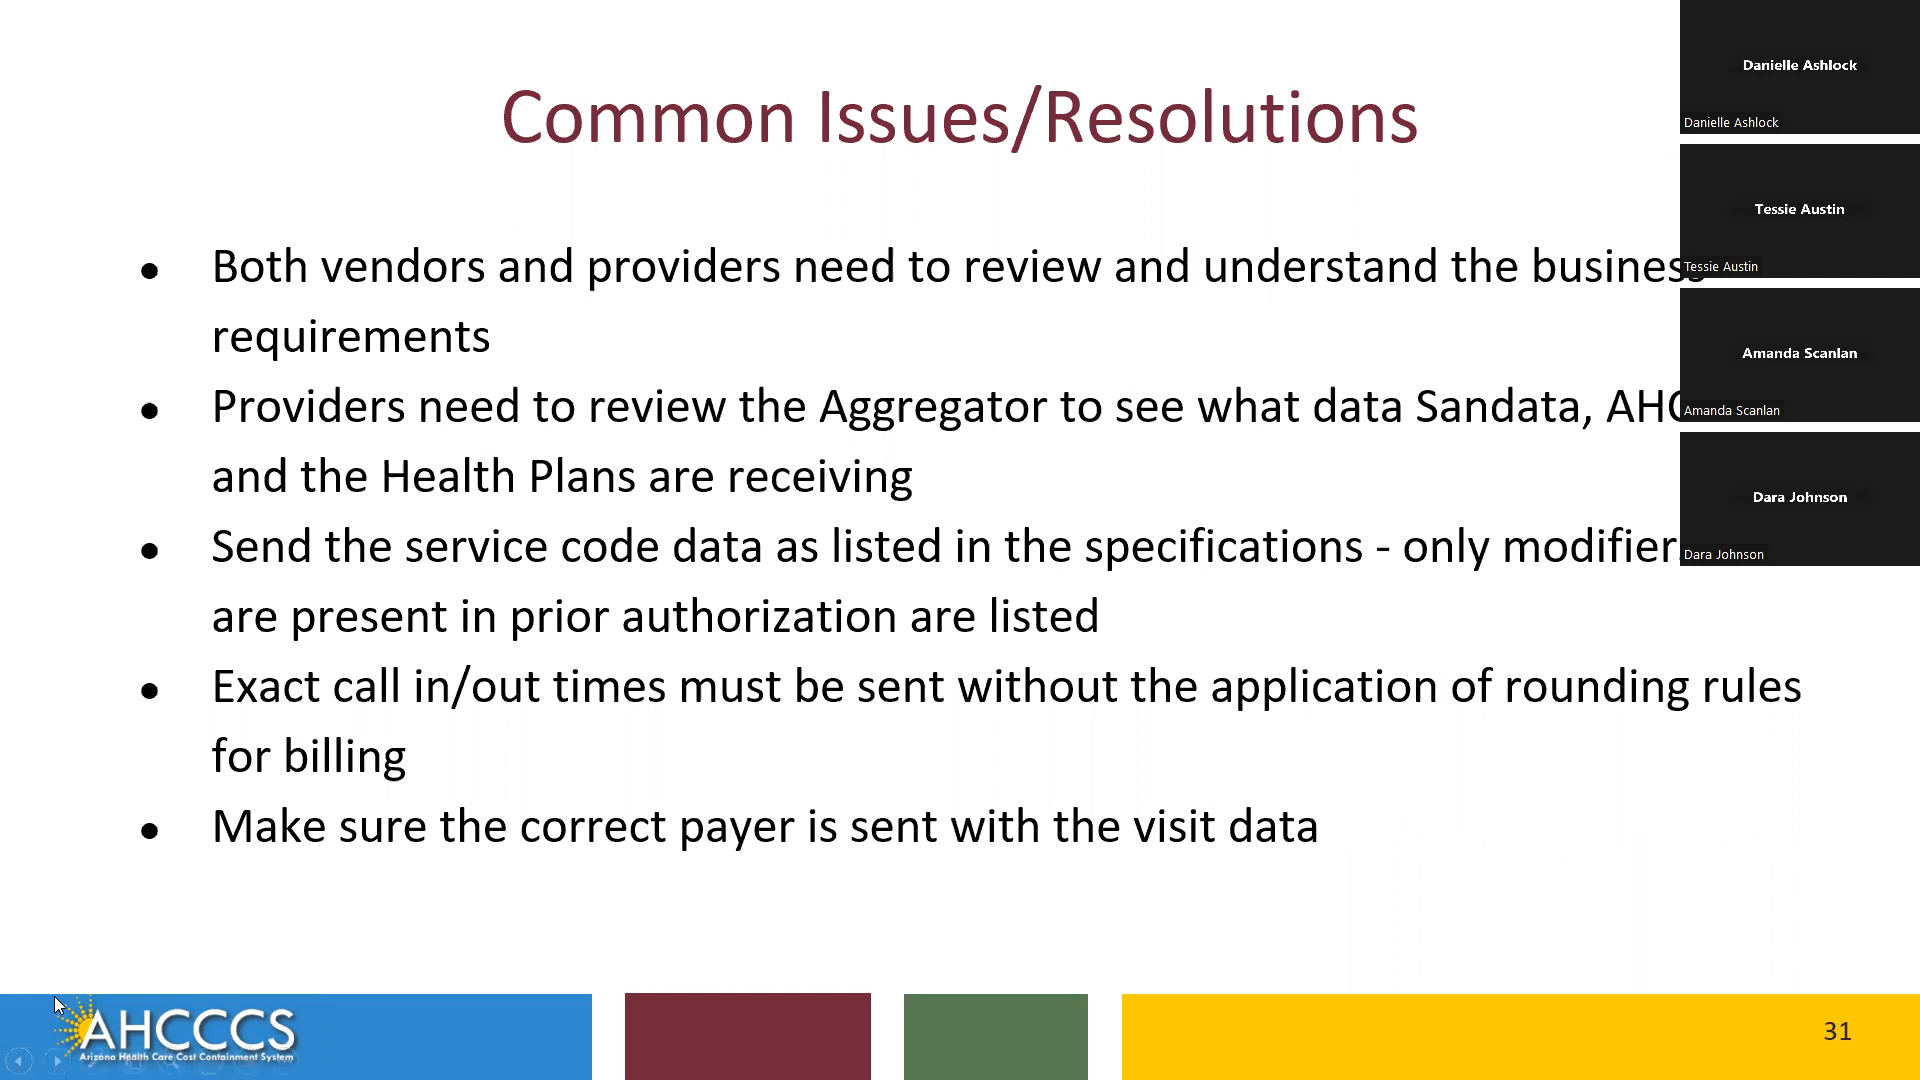 Common Issues/Resolutions
● Both vendors and providers need to review and understand the business
requirements
● Providers need to review the Aggregator to see what data Sandata,
and the Health Plans are receiving
● Send the service code data as listed in the specifications - only
are present in prior authorization are listed
● Exact call in/out times must be sent without the application of rounding rules
for billing
● Make sure the correct payer is sent with the visit data
Danielle Ashlock
Danielle Ashlock
Tessie Austin
Tessie Austin
Amanda Scanlan
Amanda Scanlan
Dara Johnson
Dara Johnson
AHCCCS
Arizona Health Care Cost Containment System
31